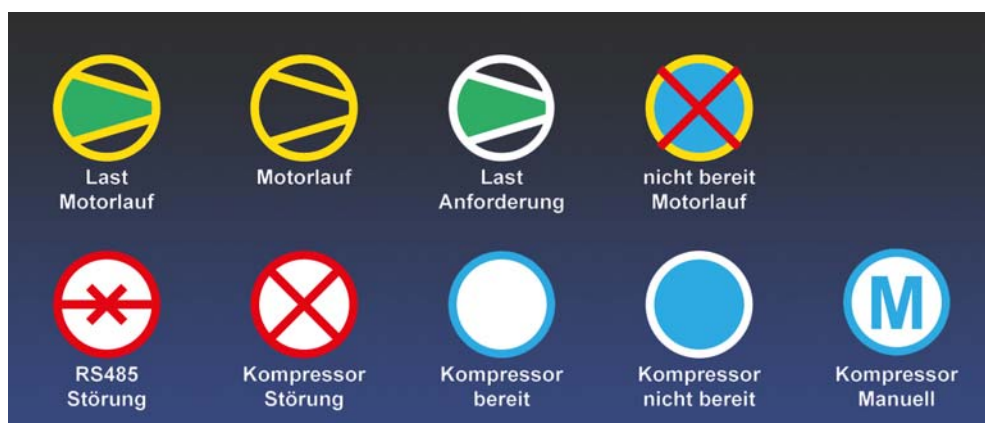 Last
Motorlauf
Motorlauf
Last
Anforderung
nicht bereit
Motorlauf
RS485
Störung
Kompressor
Störung
Kompressor
bereit
Kompressor
nicht bereit
M
Kompressor
Manuell